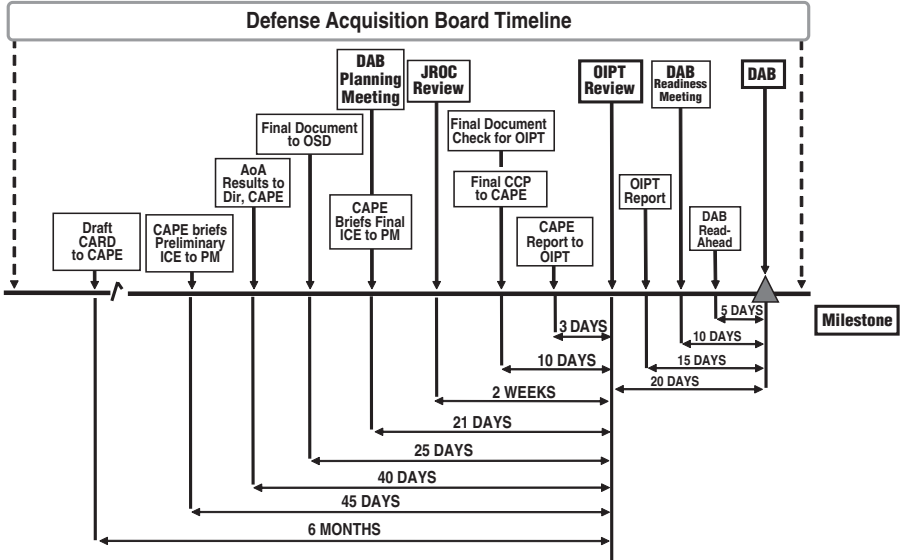 Defense Acquisition Board Timeline
DAB
Planning
Meeting
JROC
Review
OIPT
Review
DAB
Readiness
Meeting
DAB
Final Document
to OSD
Final Document
Check for OIPT
AoA
Results to
Dir, CAPE
Final CCP
to CAPE
OIPT
Report
Draft
CARD
to CAPE
CAPE briefs
Preliminary
ICE to PM
CAPE
Briefs Final
ICE to PM
CAPE
Report to
OIPT
DAB
Read-
Ahead
Milestone
5 DAYS
3 DAYS
10 DAYS
10 DAYS
15 DAYS
20 DAYS
2 WEEKS
21 DAYS
25 DAYS
40 DAYS
45 DAYS
6 MONTHS